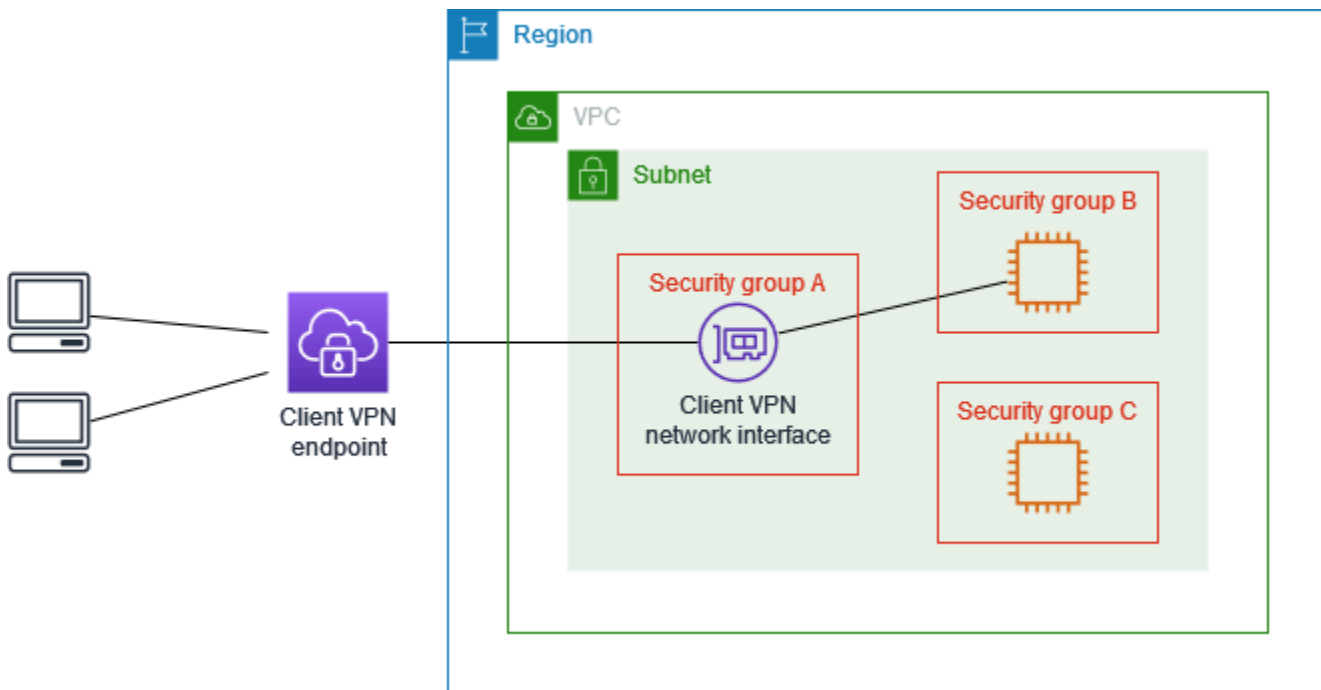 Region
VPC
Subnet
Security group B
Security group A
Client VPN
network interface
Client VPN
endpoint
Security group C